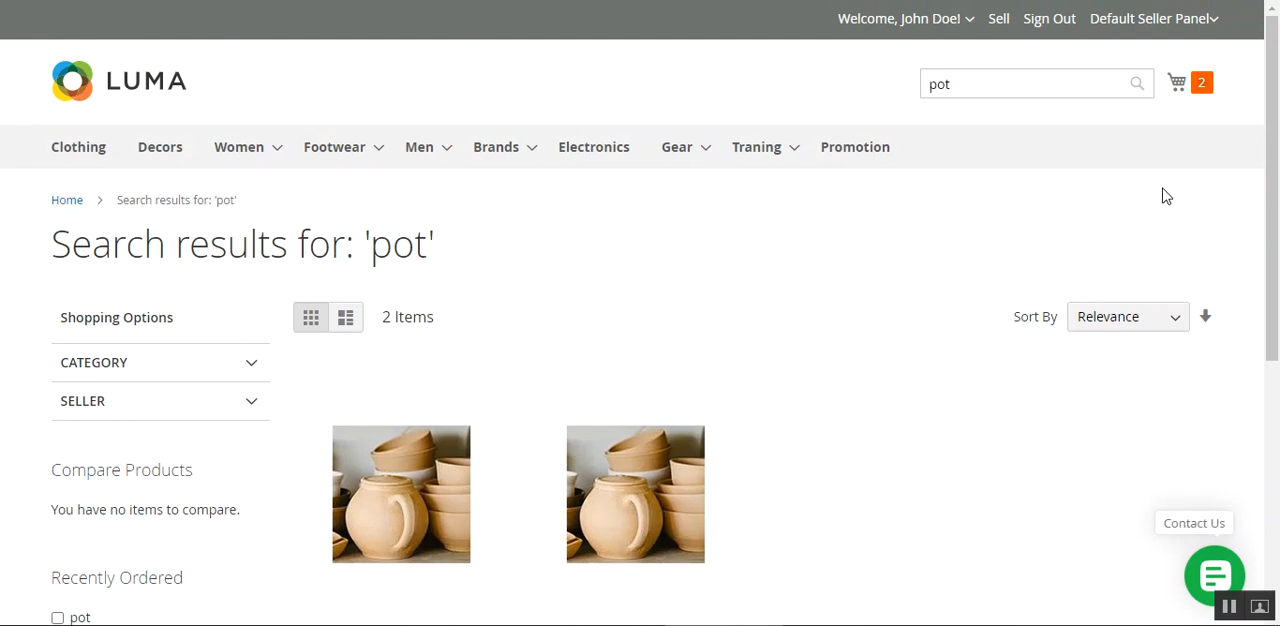 Welcome, John Doe! Sell Sign Out Default Seller Panel
LUMA
pot
2
Clothing Decors Women Footwear Men Brands Electronics Gear Traning Promotion
Home Search results for: 'pot'
Search results for: 'pot'
Shopping Options
2 Items
Sort By Relevance
CATEGORY
SELLER
Compare Products
You have no items to compare.
Contact Us
Recently Ordered
pot